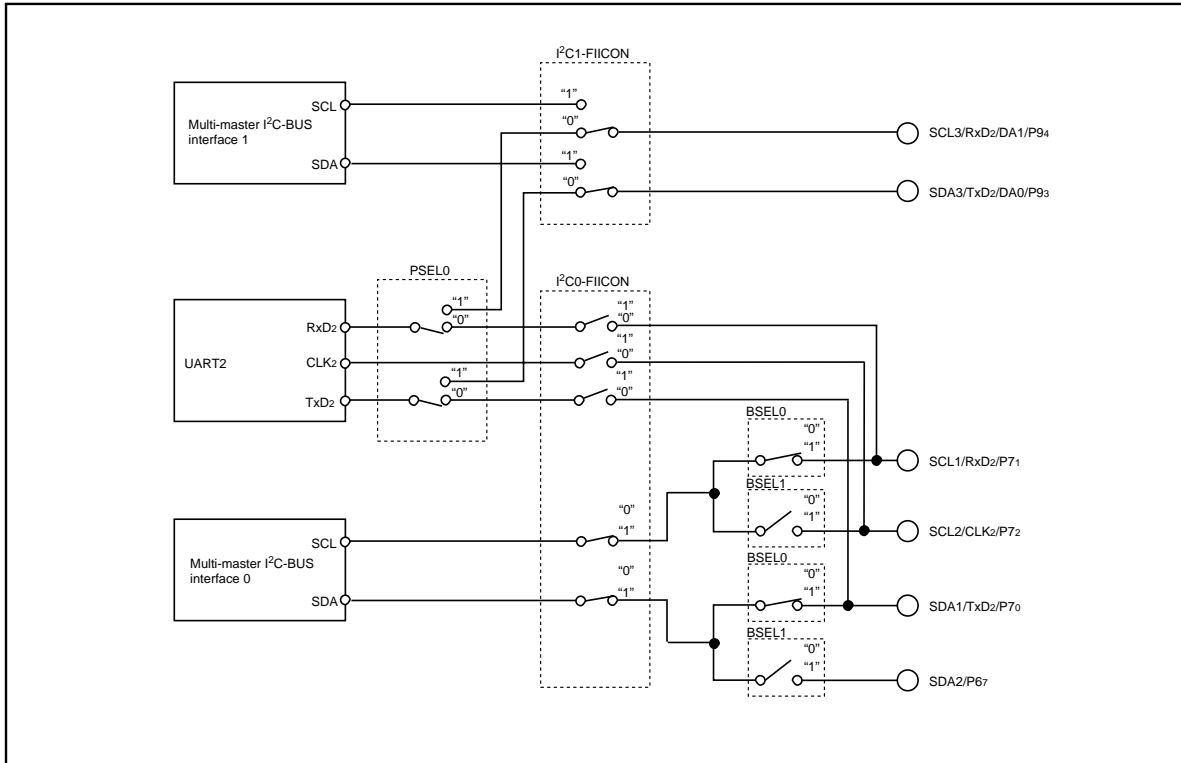 I²C1-FIICON
SCL
Multi-master I²C-BUS
interface 1
SDA
“1”
“0”
“1”
“0”
SCL3/RxD2/DA1/P94
SDA3/TxD2/DA0/P93
PSEL0
I²C0-FIICON
UART2
RxD2
CLK2
TxD2
“1”
“0”
“1”
“0”
“1”
“0”
“1”
“0”
“1”
“0”
BSEL0
“0”
“1”
SCL1/RxD2/P71
BSEL1
“0”
“1”
SCL2/CLK2/P72
SCL
Multi-master I²C-BUS
interface 0
SDA
“0”
“1”
“0”
“1”
BSEL0
“0”
“1”
SDA1/TxD2/P70
BSEL1
“0”
“1”
SDA2/P67